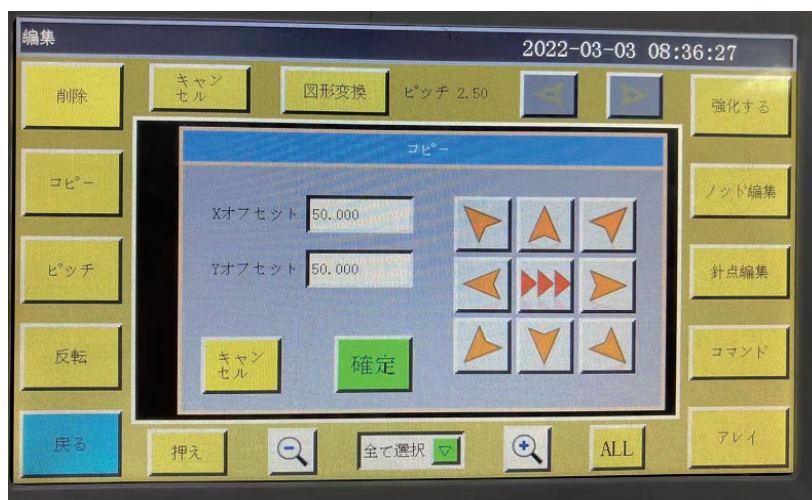 編集
2022-03-03 08:36:27
削除
キャン
セル
図形変換
ピッチ 2.50
強化する
コピー
コピー
ノッド編集
Xオフセット 50.000
Yオフセット 50.000
ピッチ
針点編集
反転
キャン
セル
確定
コマンド
戻る
押え
全て選択
ALL
アレイ